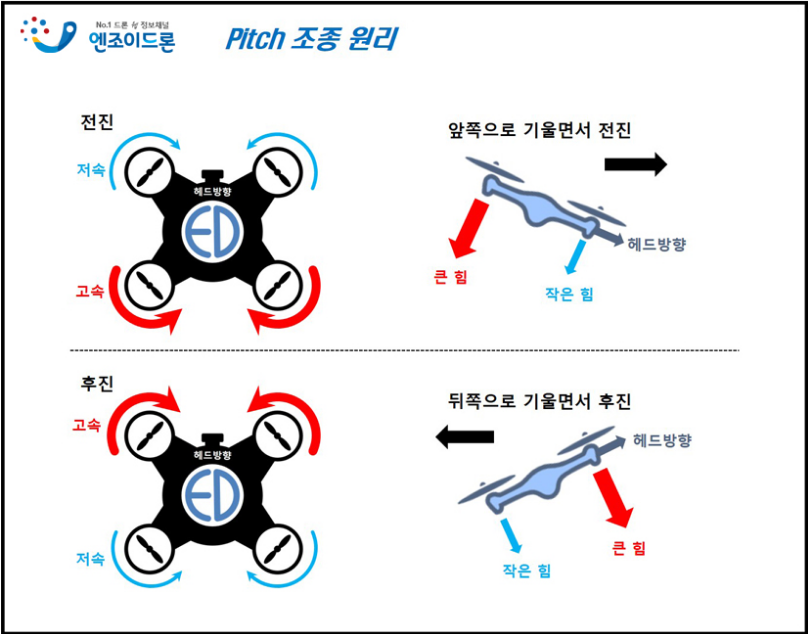 No.1 드론 샵 정보채널
엔조이드론
Pitch 조종 원리
전진
저속
헤드방향
ED
고속
앞쪽으로 기울면서 전진
헤드방향
큰 힘
작은 힘
후진
고속
헤드방향
ED
저속
뒤쪽으로 기울면서 후진
헤드방향
큰 힘
작은 힘